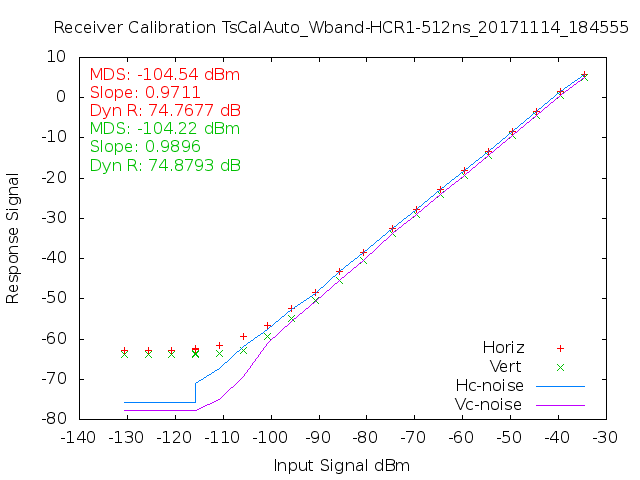 Receiver Calibration TsCalAuto_Wband-HCR1-512ns_20171114_184555
10
0
-10
-20
-30
-40
-50
-60
-70
-80
Response Signal
MDS: -104.54 dBm
Slope: 0.9711
Dyn R: 74.7677 dB
MDS: -104.22 dBm
Slope: 0.9896
Dyn R: 74.8793 dB
Horiz
Vert
Hc-noise
Vc-noise
-140 -130 -120 -110 -100 -90 -80 -70 -60 -50 -40 -30
Input Signal dBm